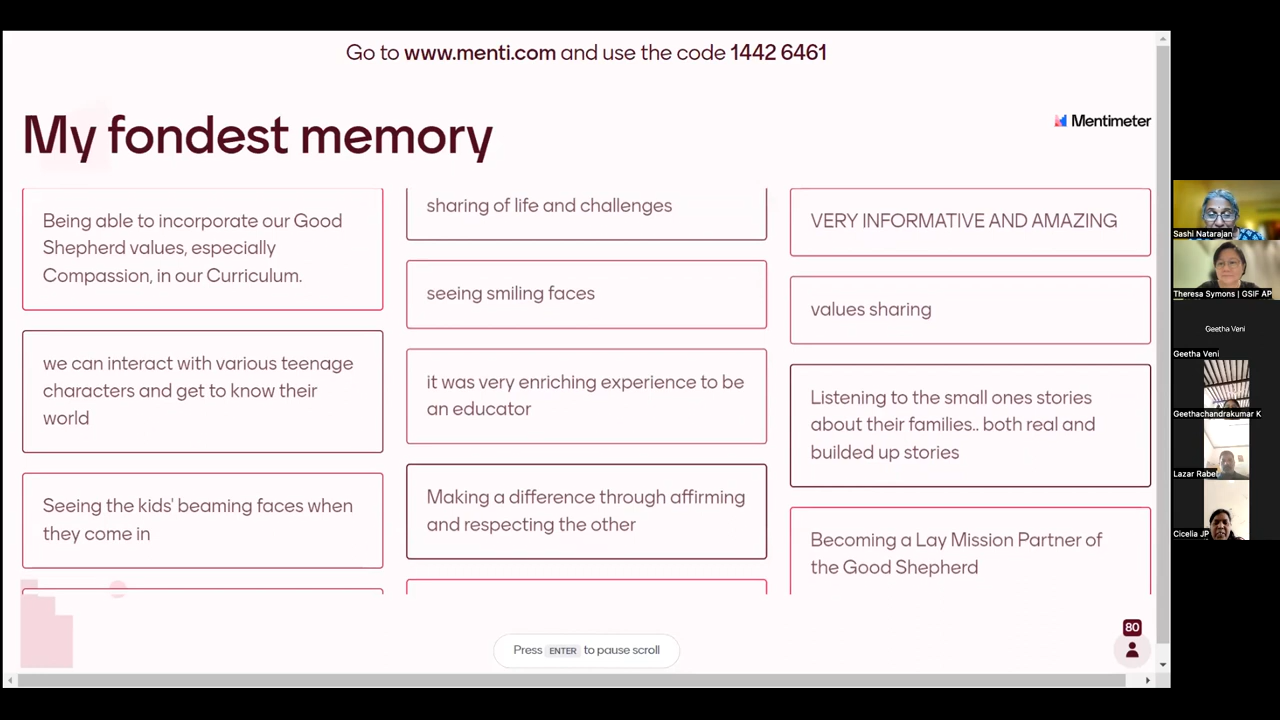 Go to www.menti.com and use the code 1442 6461
My fondest memory
Mentimeter
Being able to incorporate our Good
Shepherd values, especially
Compassion, in our Curriculum.
we can interact with various teenage
characters and get to know their
world
Seeing the kids' beaming faces when
they come in
sharing of life and challenges
seeing smiling faces
it was very enriching experience to be
an educator
Making a difference through affirming
and respecting the other
VERY INFORMATIVE AND AMAZING
values sharing
Listening to the small ones stories
about their families.. both real and
builded up stories
Becoming a Lay Mission Partner of
the Good Shepherd
Press ENTER to pause scroll
80
Sashi Natarajan
Theresa Symons | GSIF AP
Geetha Veni
Geetha Veni
Geethachandrakumar K
Lazar Rabel
Cicelia JP